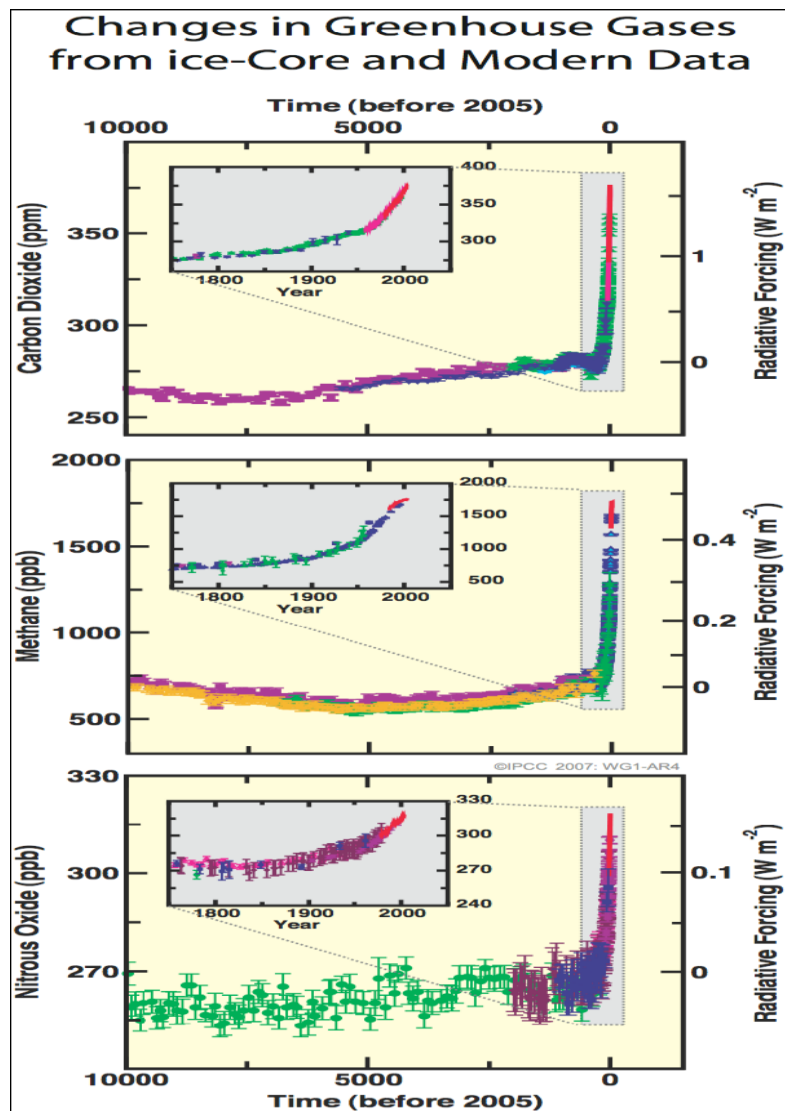 Changes in Greenhouse Gases
from ice-Core and Modern Data
Time (before 2005)
10000 5000 0
Carbon Dioxide (ppm)
350
300
250
400
350
300
1800 1900 2000
Year
1
0
Radiative Forcing (W m-2)
Methane (ppb)
2000
1500
1000
500
2000
1500
1000
500
1800 1900 2000
Year
0.4
0.2
0
Radiative Forcing (W m-2)
©IPCC 2007: WG1-AR4
Nitrous Oxide (ppb)
330
300
270
330
300
270
240
1800 1900 2000
Year
0.1
0
Radiative Forcing (W m-2)
10000 5000 0
Time (before 2005)